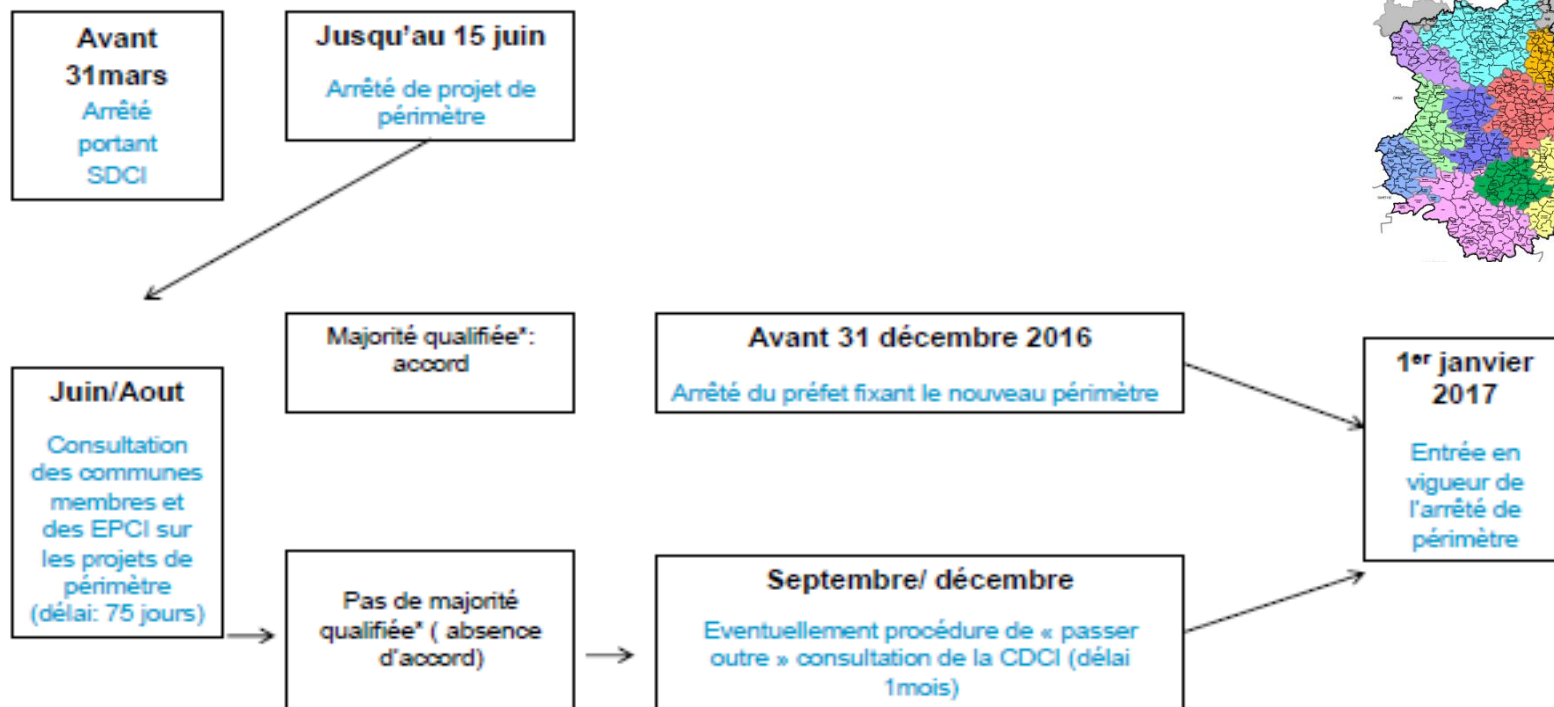 Avant
31mars
Arrêté
portant
SDCI
Jusqu'au 15 juin
Arrété de projet de
périmètre
Juin/Aout
Consultation
des communes
membres et
des EPCI sur
les projets de
périmètre
(délai: 75 jours)
Majorité qualifiée*:
accord
Avant 31 décembre 2016
Arrêté du préfet fixant le nouveau périmètre
Pas de majorité
qualifiée* ( absence
d'accord)
Septembre/ décembre
Eventuellement procédure de « passer
outre » consultation de la CDCI (délai
1mois)
1er janvier
2017
Entrée en
vigueur de
l'arrêté de
périmètre